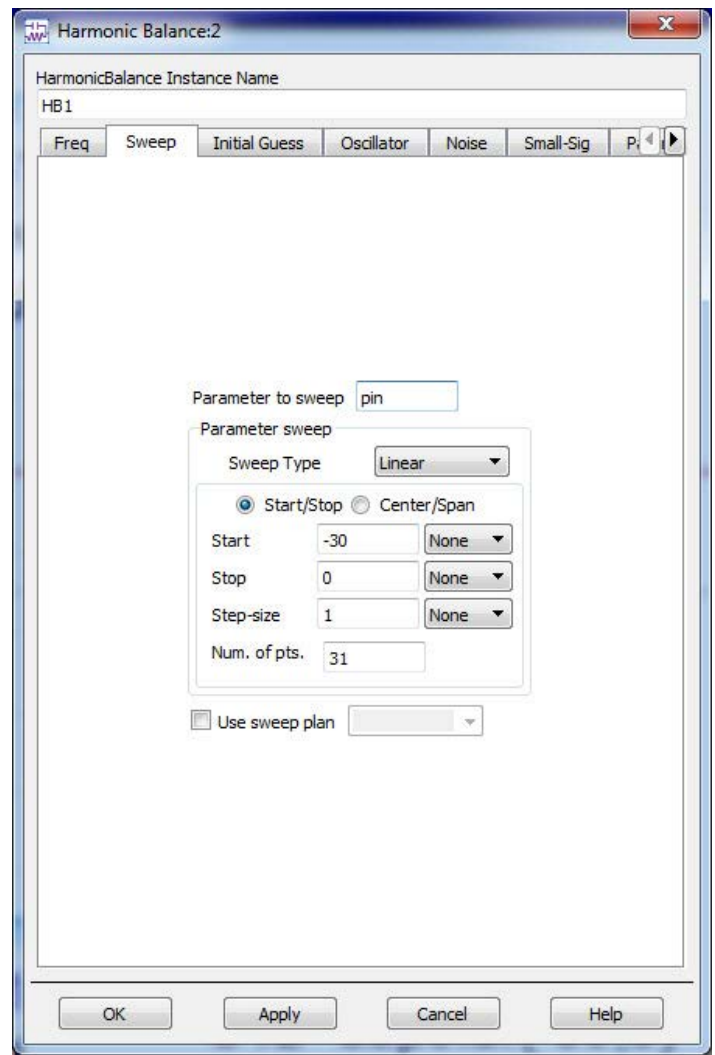 Harmonic Balance:2
HarmonicBalance Instance Name
HB1
Freq Sweep Initial Guess Oscillator Noise Small-Sig
Parameter to sweep pin
Parameter sweep
Sweep Type Linear
Start/Stop Center/Span
Start -30 None
Stop 0 None
Step-size 1 None
Num. of pts. 31
Use sweep plan
OK Apply Cancel Help